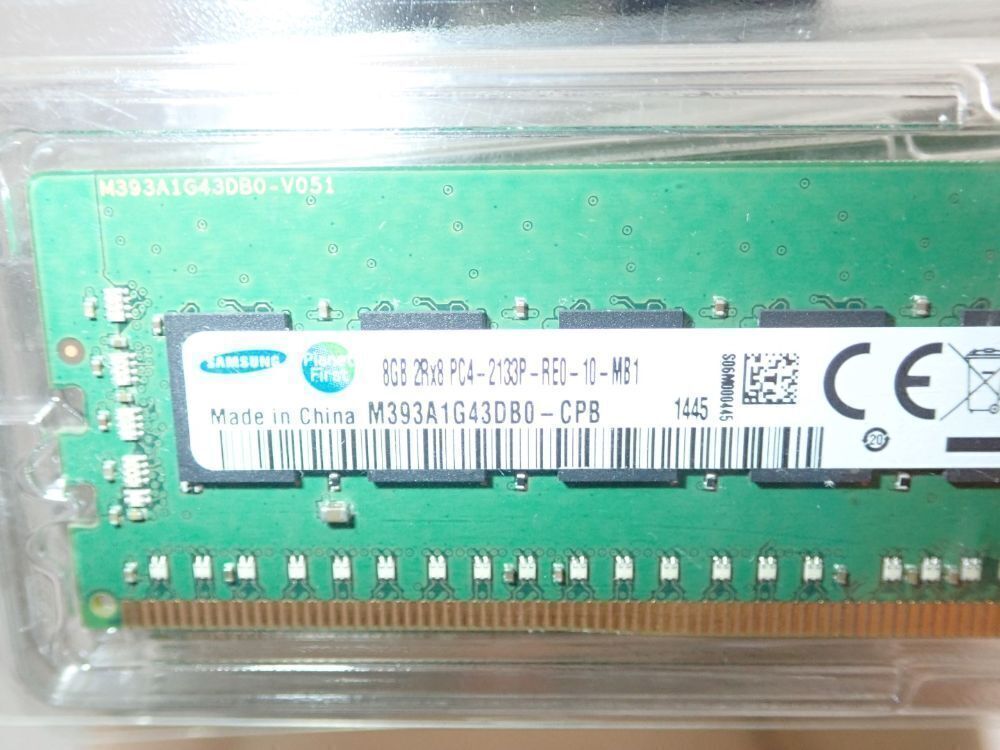 M393A1G43DB0-V051
SAMSUNG
Planet
First
8GB 2Rx8 PC4-2133P-RE0-10-MB1
Made in China M393A1G43DB0-CPB
1445
CE
20